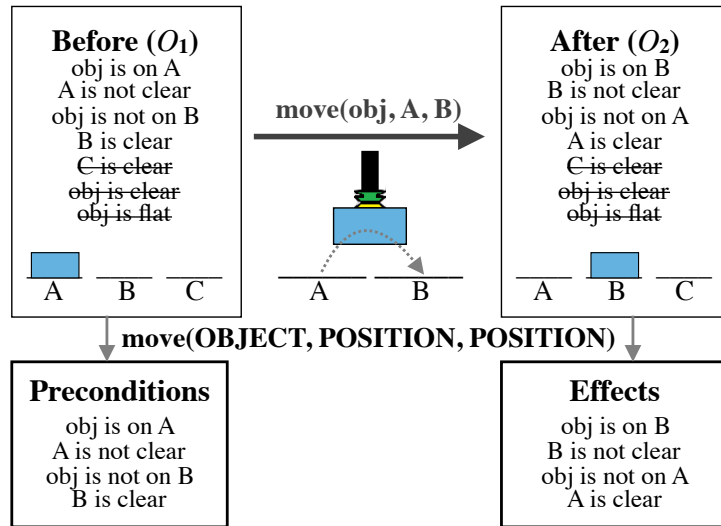 Before (O₁)
obj is on A
A is not clear
obj is not on B
B is clear
C is clear
obj is clear
obj is flat
A B C
move(obj, A, B)
A B
After (O₂)
obj is on B
B is not clear
obj is not on A
A is clear
C is clear
obj is clear
obj is flat
A B C
move(OBJECT, POSITION, POSITION)
Preconditions
obj is on A
A is not clear
obj is not on B
B is clear
Effects
obj is on B
B is not clear
obj is not on A
A is clear